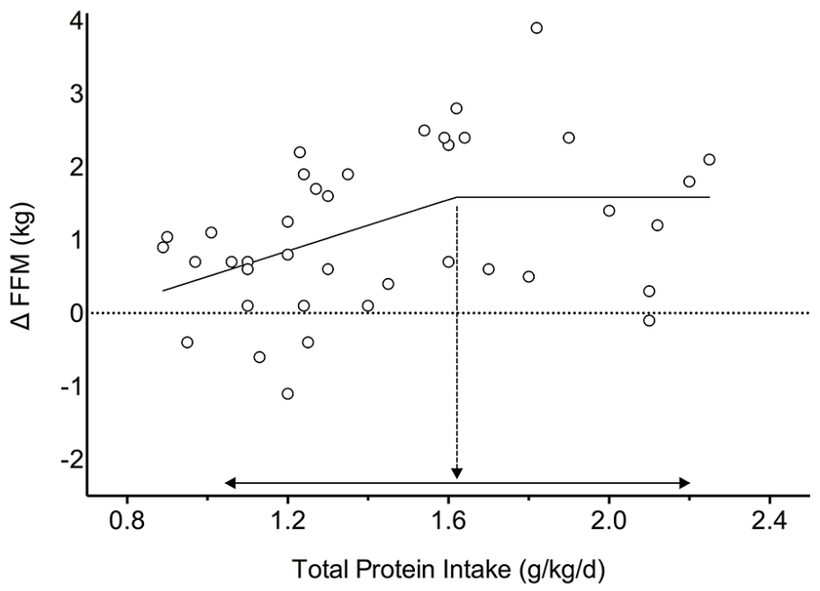 4
3
2
1
0
-1
-2
Δ FFM (kg)
0.8 1.2 1.6 2.0 2.4
Total Protein Intake (g/kg/d)